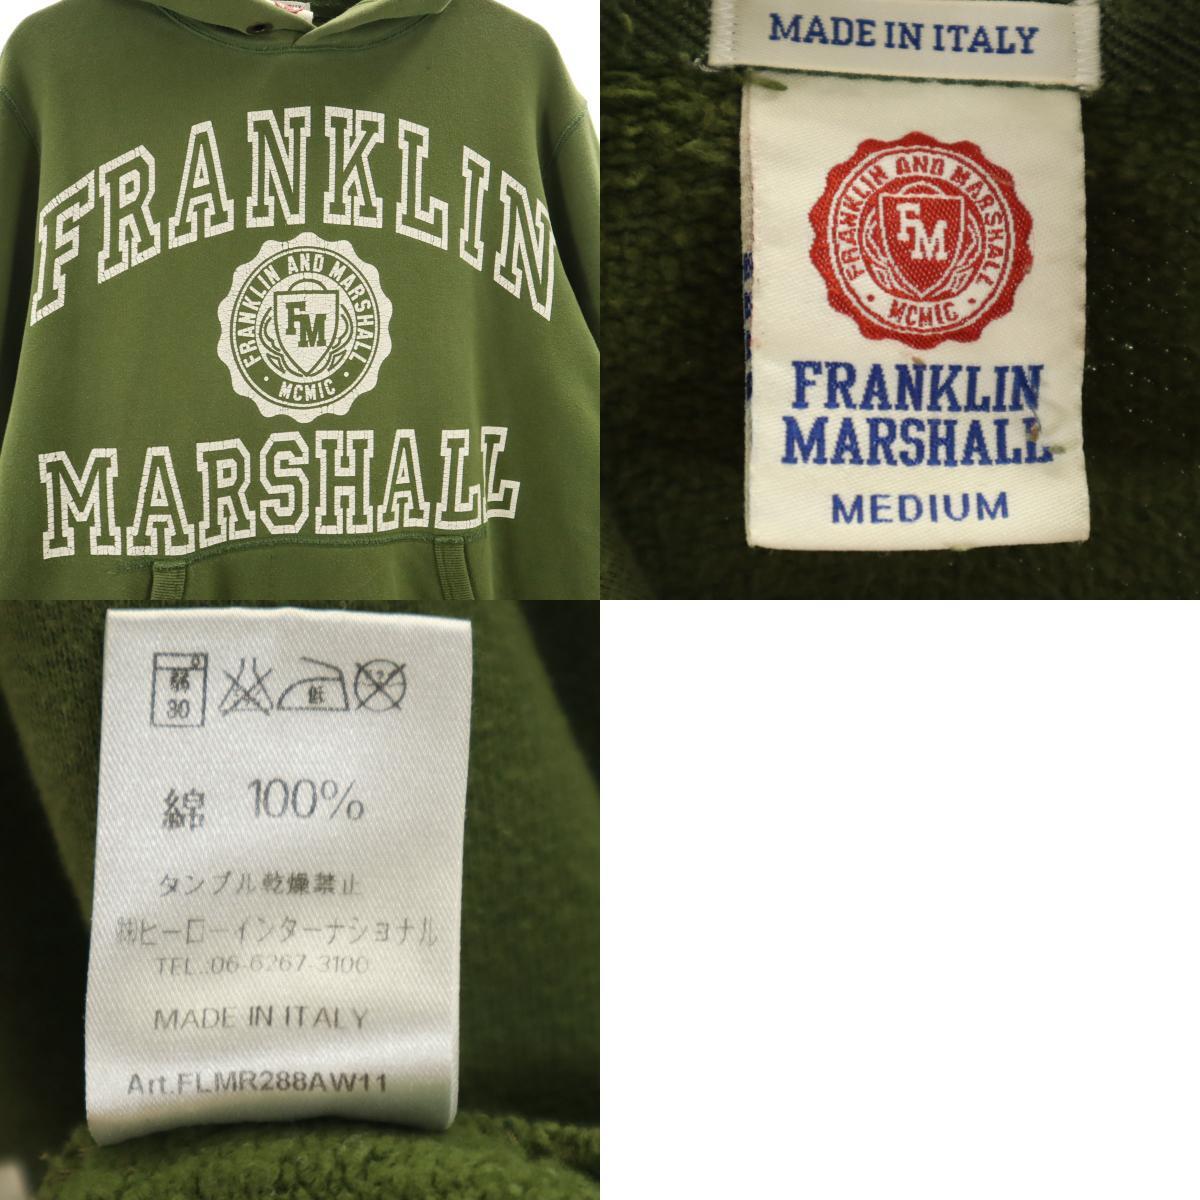 FRANKLIN
FRANKLIN AND MARSHALL
FM
· MCMIC ·
MARSHALL
MADE IN ITALY
FRANKLIN AND MARSHALL
FM
· MCMIC ·
FRANKLIN
MARSHALL
MEDIUM
弱
30
低
綿 100%
タンブル乾燥禁止
㈱ヒーローインターナショナル
TEL.:06-6267-3100
MADE IN ITALY
Art.FLMR288AW11